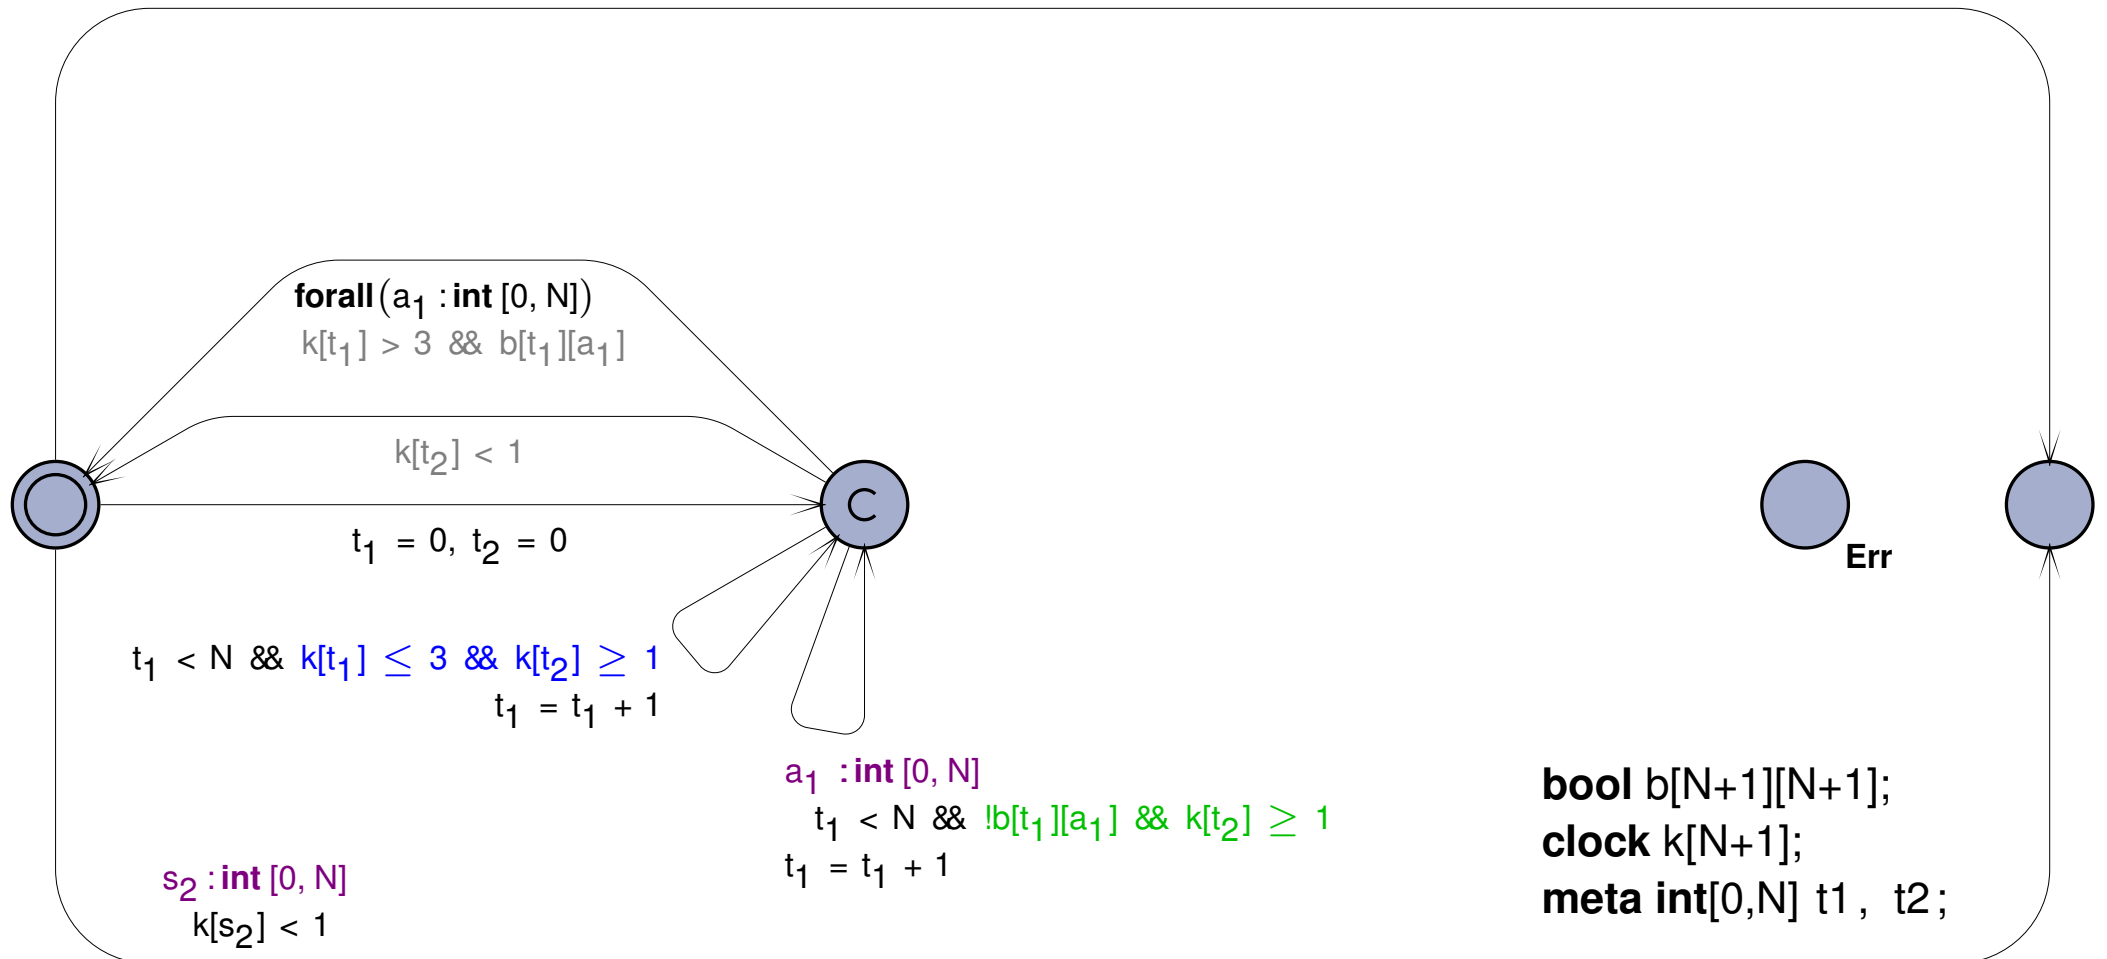 forall(a₁ : int [0, N])
k[t₁] > 3 && b[t₁][a₁]
k[t₂] < 1
C
t₁ = 0, t₂ = 0
Err
t₁ < N && k[t₁] ≤ 3 && k[t₂] ≥ 1
t₁ = t₁ + 1
a₁ : int [0, N]
t₁ < N && !b[t₁][a₁] && k[t₂] ≥ 1
t₁ = t₁ + 1
s₂ : int [0, N]
k[s₂] < 1
bool b[N+1][N+1];
clock k[N+1];
meta int[0,N] t1, t2;